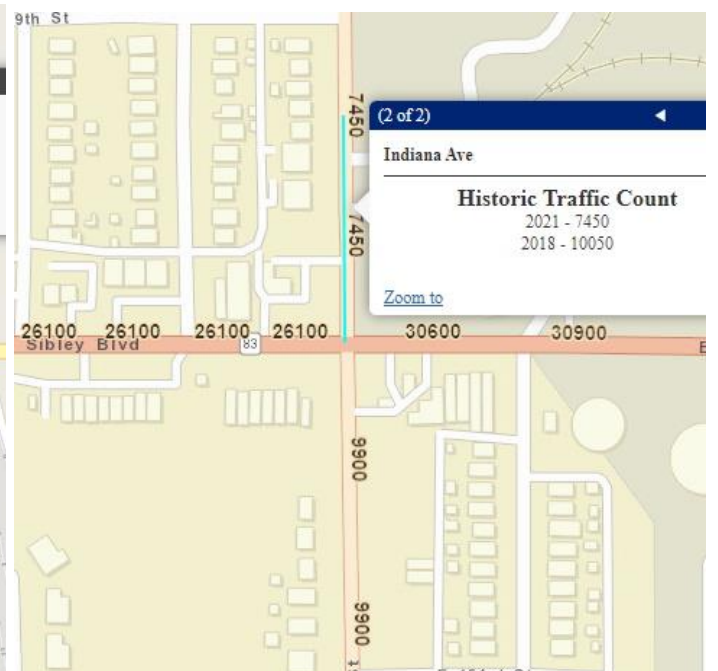 9th St
7450
(2 of 2)
Indiana Ave
Historic Traffic Count
2021 - 7450
2018 - 10050
Zoom to
7450
26100 26100 26100 26100 30600 30900
Sibley Blvd 83 E
9900
9900